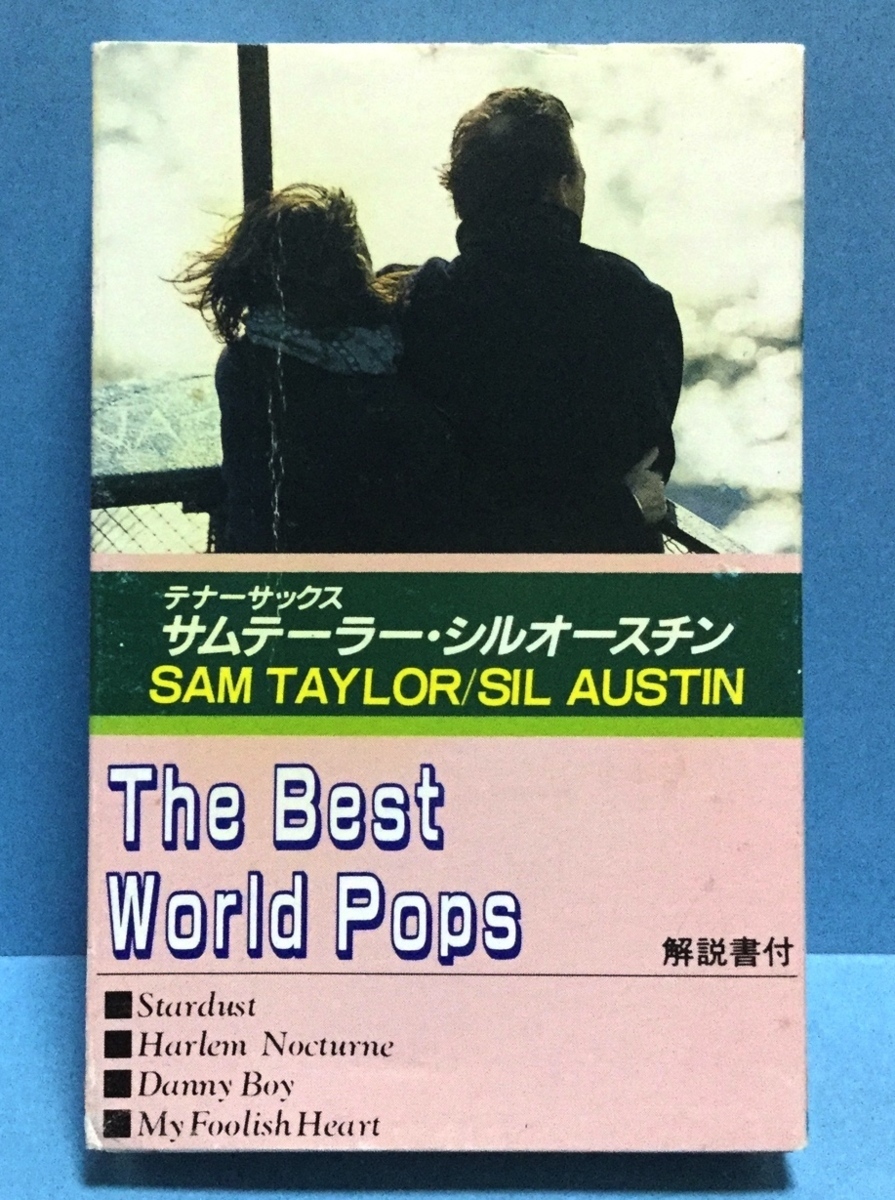 テナーサックス
サムテーラー・シルオースチン
SAM TAYLOR/SIL AUSTIN
The Best
World Pops
解説書付
■Stardust
■Harlem Nocturne
■Danny Boy
■My Foolish Heart